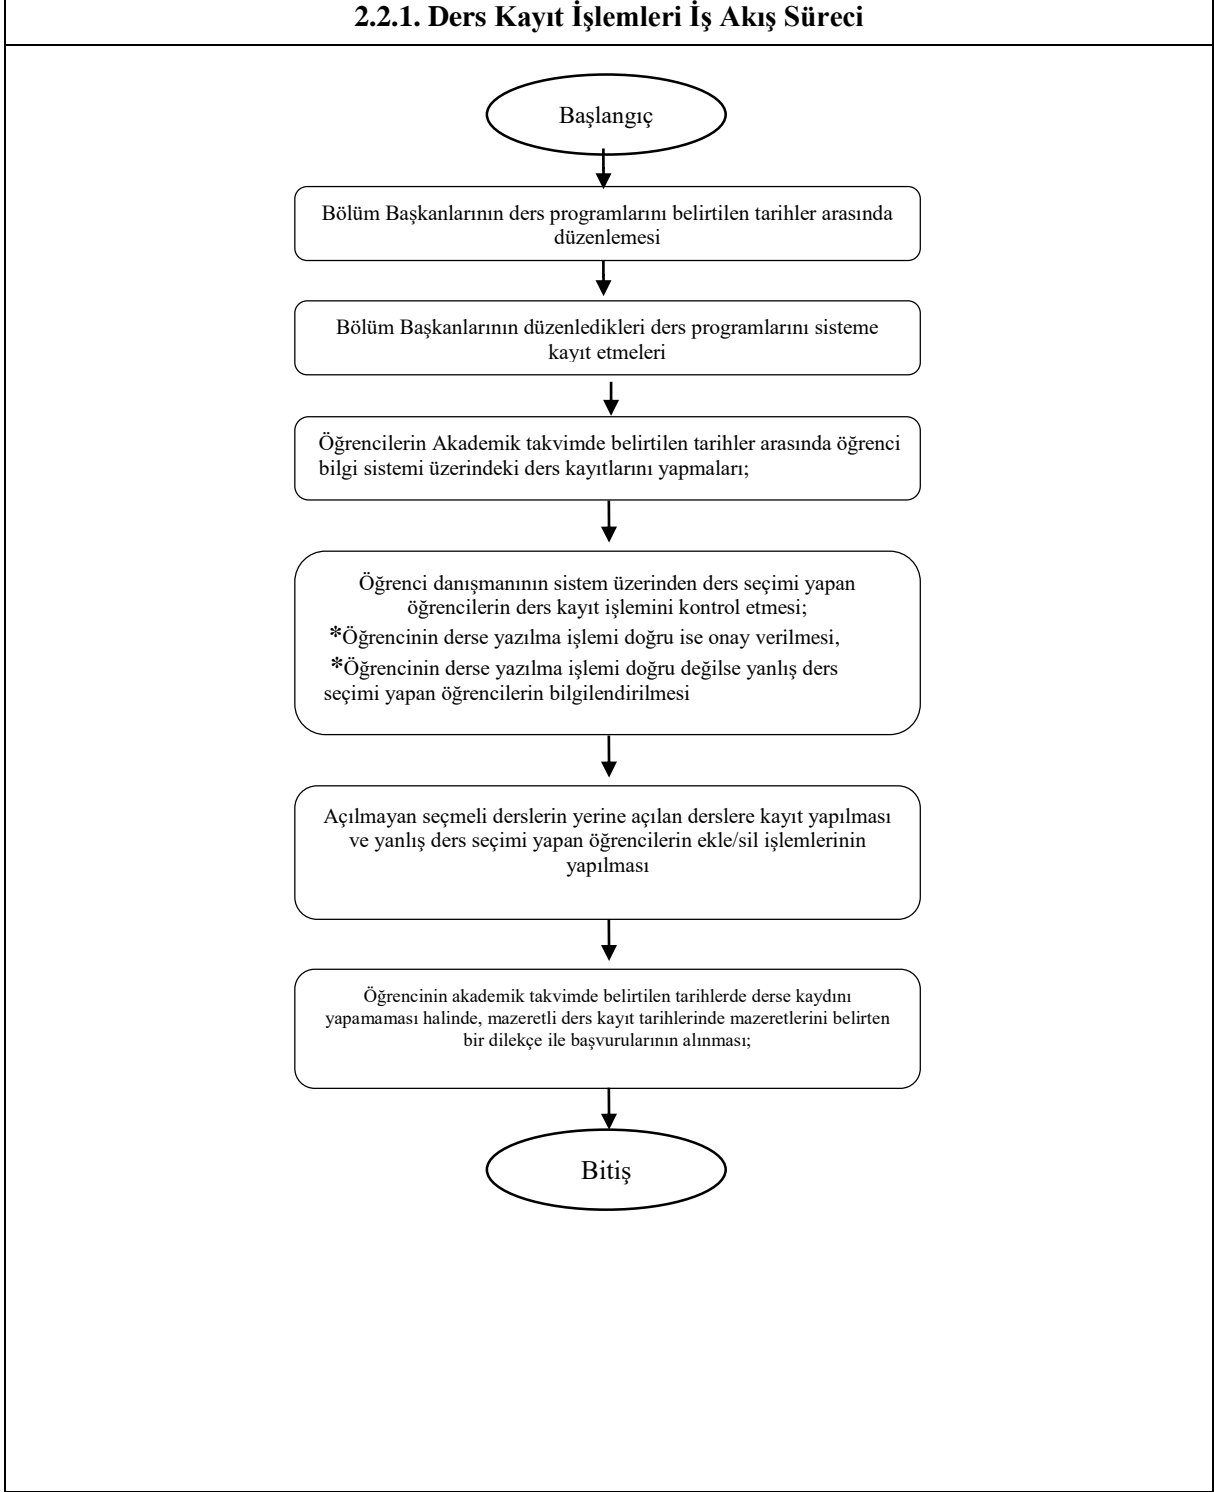 2.2.1. Ders Kayıt İşlemleri İş Akış Süreci
Başlangıç
Bölüm Başkanlarının ders programlarını belirtilen tarihler arasında
düzenlemesi
Bölüm Başkanlarının düzenledikleri ders programlarını sisteme
kayıt etmeleri
Öğrencilerin Akademik takvimde belirtilen tarihler arasında öğrenci
bilgi sistemi üzerindeki ders kayıtlarını yapmaları;
Öğrenci danışmanının sistem üzerinden ders seçimi yapan
öğrencilerin ders kayıt işlemini kontrol etmesi;
*Öğrencinin derse yazılma işlemi doğru ise onay verilmesi,
*Öğrencinin derse yazılma işlemi doğru değilse yanlış ders
seçimi yapan öğrencilerin bilgilendirilmesi
Açılmayan seçmeli derslerin yerine açılan derslere kayıt yapılması
ve yanlış ders seçimi yapan öğrencilerin ekle/sil işlemlerinin
yapılması
Öğrencinin akademik takvimde belirtilen tarihlerde derse kaydını
yapamaması halinde, mazeretli ders kayıt tarihlerinde mazeretlerini belirten
bir dilekçe ile başvurularının alınması;
Bitiş